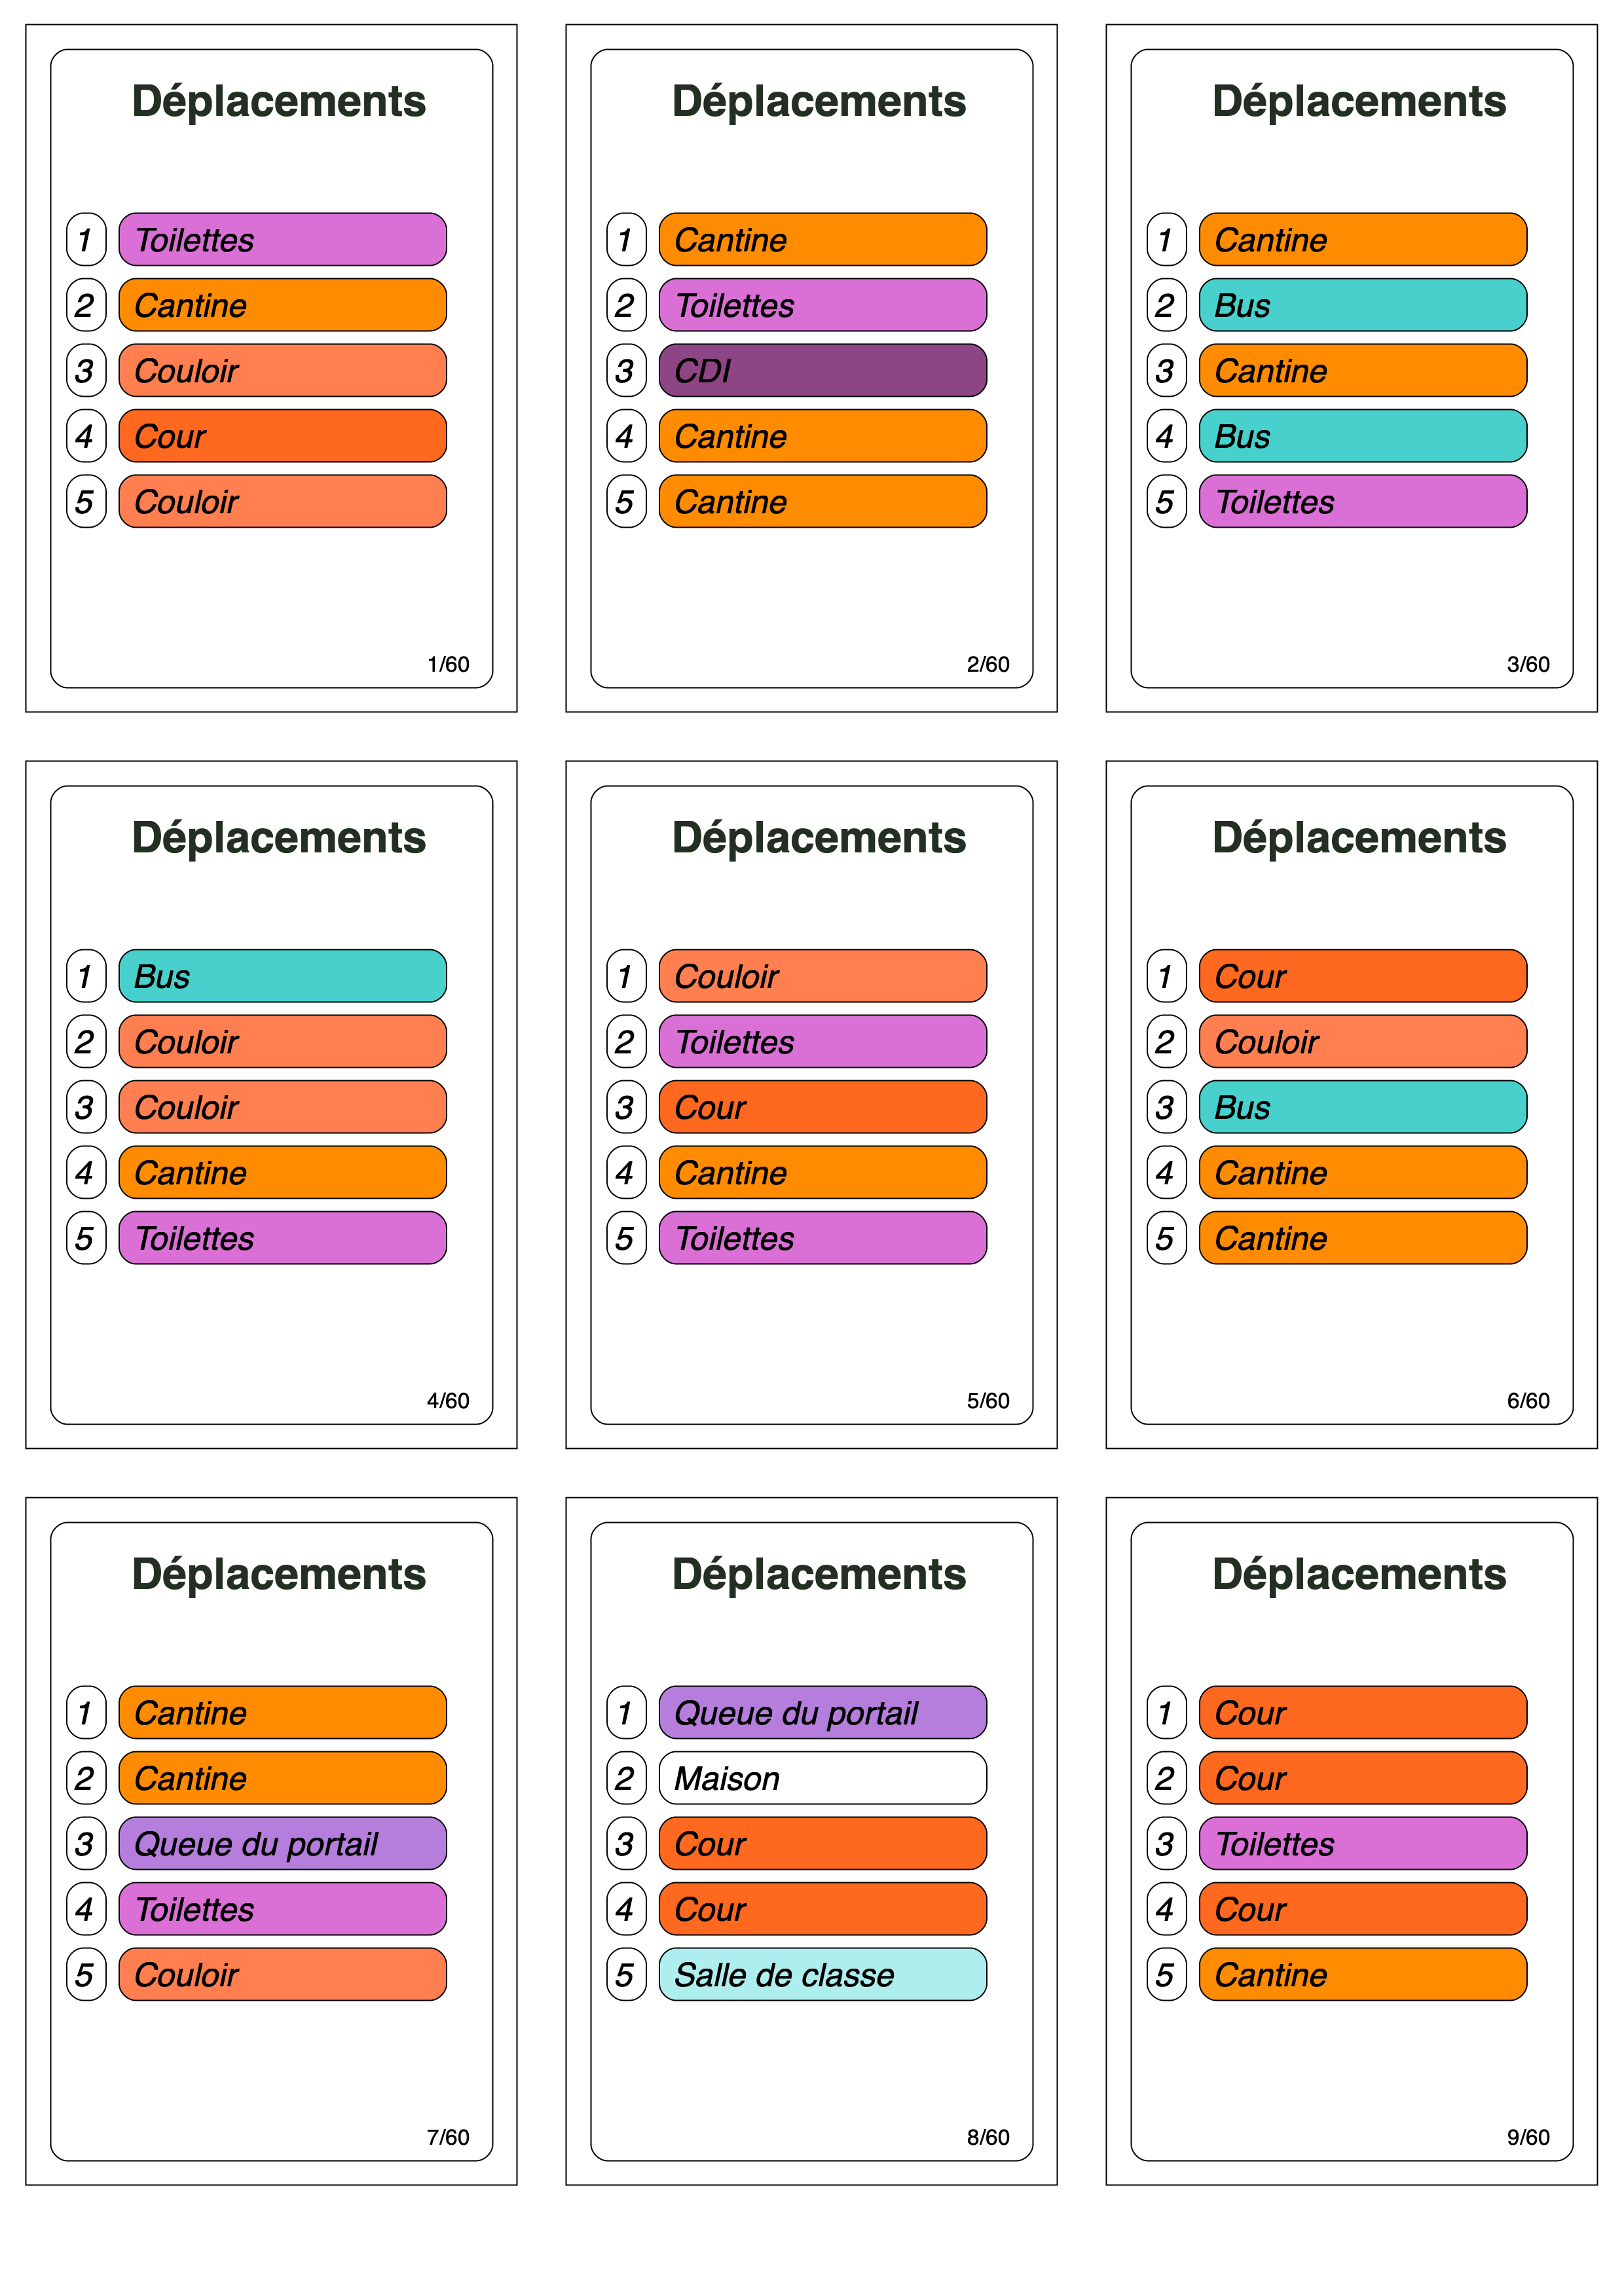 Déplacements
1 Toilettes
2 Cantine
3 Couloir
4 Cour
5 Couloir
1/60
Déplacements
1 Cantine
2 Toilettes
3 CDI
4 Cantine
5 Cantine
2/60
Déplacements
1 Cantine
2 Bus
3 Cantine
4 Bus
5 Toilettes
3/60
Déplacements
1 Bus
2 Couloir
3 Couloir
4 Cantine
5 Toilettes
4/60
Déplacements
1 Couloir
2 Toilettes
3 Cour
4 Cantine
5 Toilettes
5/60
Déplacements
1 Cour
2 Couloir
3 Bus
4 Cantine
5 Cantine
6/60
Déplacements
1 Cantine
2 Cantine
3 Queue du portail
4 Toilettes
5 Couloir
7/60
Déplacements
1 Queue du portail
2 Maison
3 Cour
4 Cour
5 Salle de classe
8/60
Déplacements
1 Cour
2 Cour
3 Toilettes
4 Cour
5 Cantine
9/60